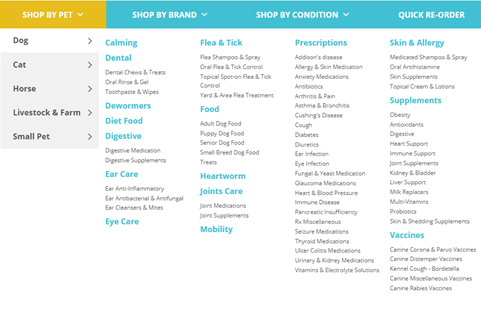 SHOP BY PET
SHOP BY BRAND
SHOP BY CONDITION
QUICK RE-ORDER
Dog
Cat
Horse
Livestock & Farm
Small Pet
Calming
Dental
Dental Chews & Treats
Oral Rinse & Gel
Toothpaste & Wipes
Dewormers
Diet Food
Digestive
Digestive Medication
Digestive Supplements
Ear Care
Ear Anti-Inflammatory
Ear Antibacterial & Antifungal
Ear Cleansers & Mites
Eye Care
Flea & Tick
Flea Shampoo & Spray
Oral Flea & Tick Control
Topical Spot-on Flea & Tick
Control
Yard & Area Flea Treatment
Food
Adult Dog Food
Puppy Dog Food
Senior Dog Food
Small Breed Dog Food
Treats
Heartworm
Joints Care
Joint Medications
Joint Supplements
Mobility
Prescriptions
Addison's disease
Allergy & Skin Medication
Anxiety Medications
Antibiotics
Arthritis & Pain
Asthma & Bronchitis
Cushing's Disease
Cough
Diabetes
Diuretics
Ear Infection
Eye Infection
Fungal & Yeast Medication
Glaucoma Medications
Heart & Blood Pressure
Immune Disease
Pancreatic Insufficiency
Rx Miscellaneous
Seizure Medications
Thyroid Medications
Ulcer Colitis Medications
Urinary & Kidney Medications
Vitamins & Electrolyte Solutions
Skin & Allergy
Medicated Shampoo & Spray
Oral Antihistamine
Skin Supplements
Topical Cream & Lotions
Supplements
Obesity
Antioxidants
Digestive
Heart Support
Immune Support
Joint Supplements
Kidney & Bladder
Liver Support
Milk Replacers
Multi-Vitamins
Probiotics
Skin & Shedding Supplements
Vaccines
Canine Corona & Parvo Vaccines
Canine Distemper Vaccines
Kennel Cough - Bordetella
Canine Miscellaneous Vaccines
Canine Rabies Vaccines